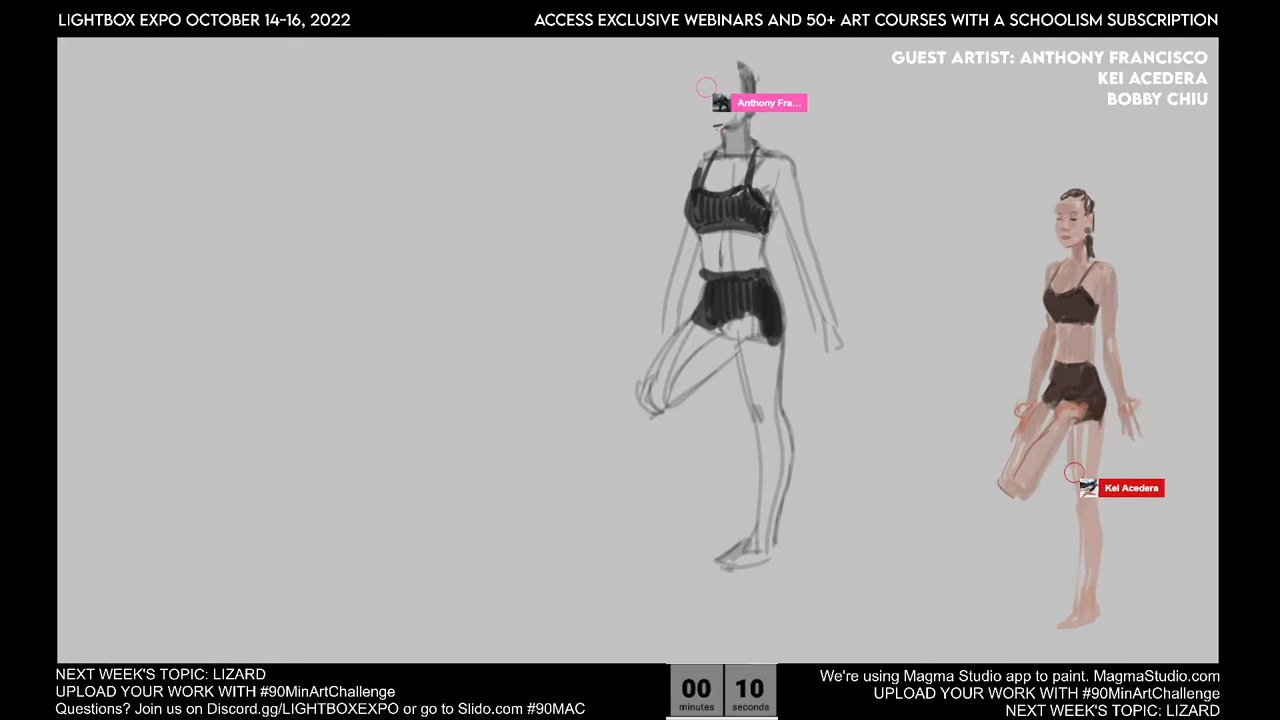 LIGHTBOX EXPO OCTOBER 14-16, 2022
ACCESS EXCLUSIVE WEBINARS AND 50+ ART COURSES WITH A SCHOOLISM SUBSCRIPTION
GUEST ARTIST: ANTHONY FRANCISCO
KEI ACEDERA
BOBBY CHIU
Anthony Fra...
Kei Acedera
NEXT WEEK'S TOPIC: LIZARD
UPLOAD YOUR WORK WITH #90MinArtChallenge
Questions? Join us on Discord.gg/LIGHTBOXEXPO or go to Slido.com #90MAC
00
minutes
10
seconds
We're using Magma Studio app to paint. MagmaStudio.com
UPLOAD YOUR WORK WITH #90MinArtChallenge
NEXT WEEK'S TOPIC: LIZARD